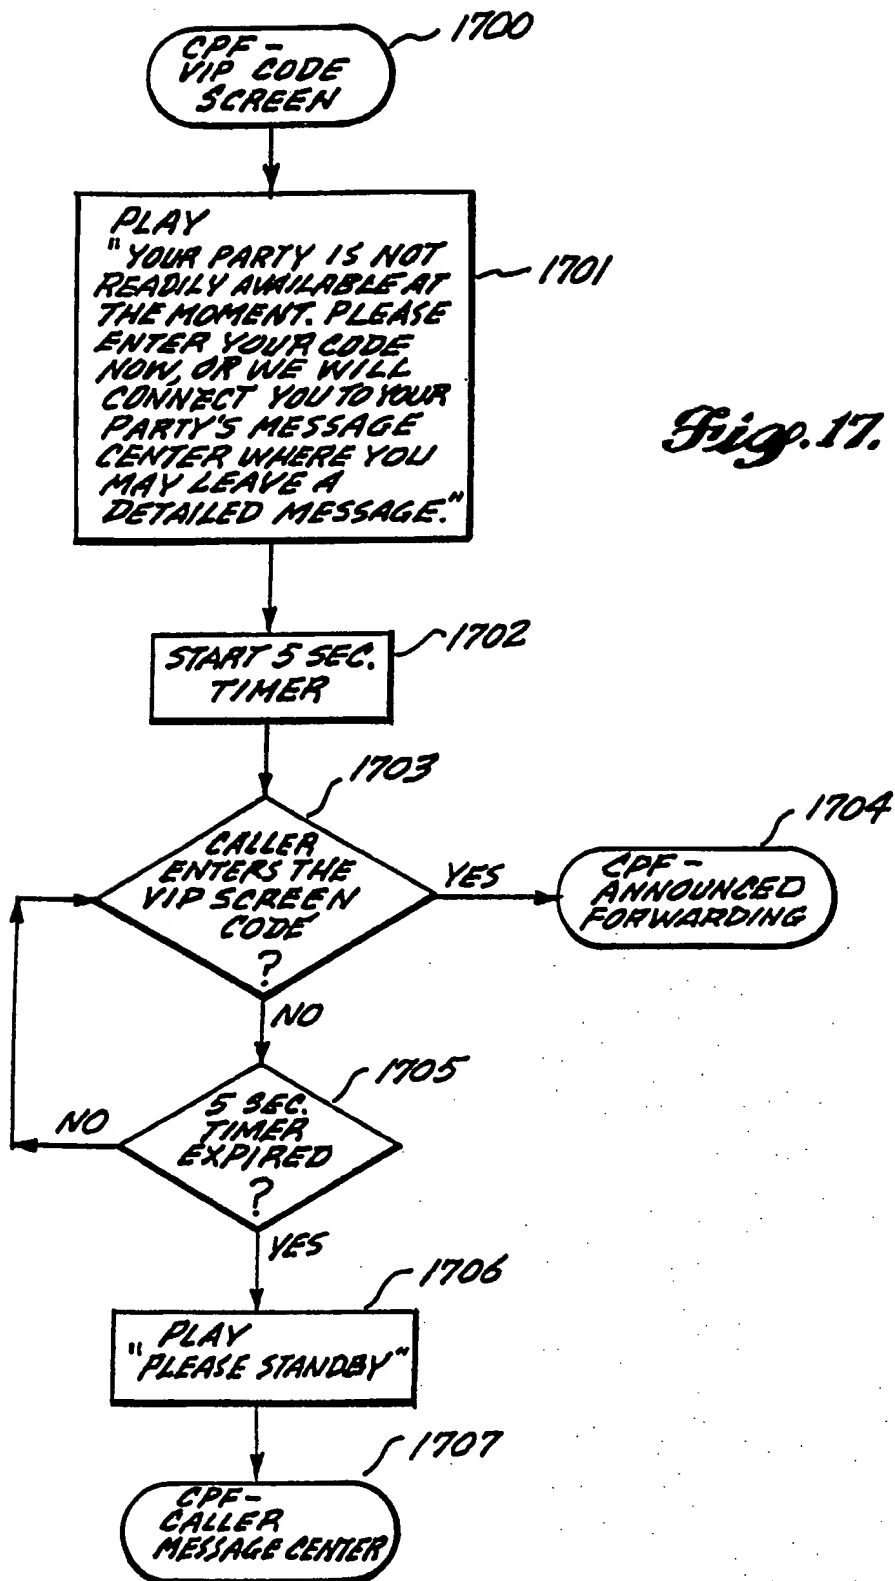 1700
CPF -
VIP CODE
SCREEN
PLAY
"YOUR PARTY IS NOT
READILY AVAILABLE AT
THE MOMENT. PLEASE
ENTER YOUR CODE
NOW, OR WE WILL
CONNECT YOU TO YOUR
PARTY'S MESSAGE
CENTER WHERE YOU
MAY LEAVE A
DETAILED MESSAGE."
1701
Fig. 17.
START 5 SEC.
TIMER
1702
1703
CALLER
ENTERS THE
VIP SCREEN
CODE
?
YES
1704
CPF -
ANNOUNCED
FORWARDING
NO
1705
5 SEC.
TIMER
EXPIRED
?
NO
YES
1706
PLAY
"PLEASE STANDBY"
1707
CPF -
CALLER
MESSAGE CENTER